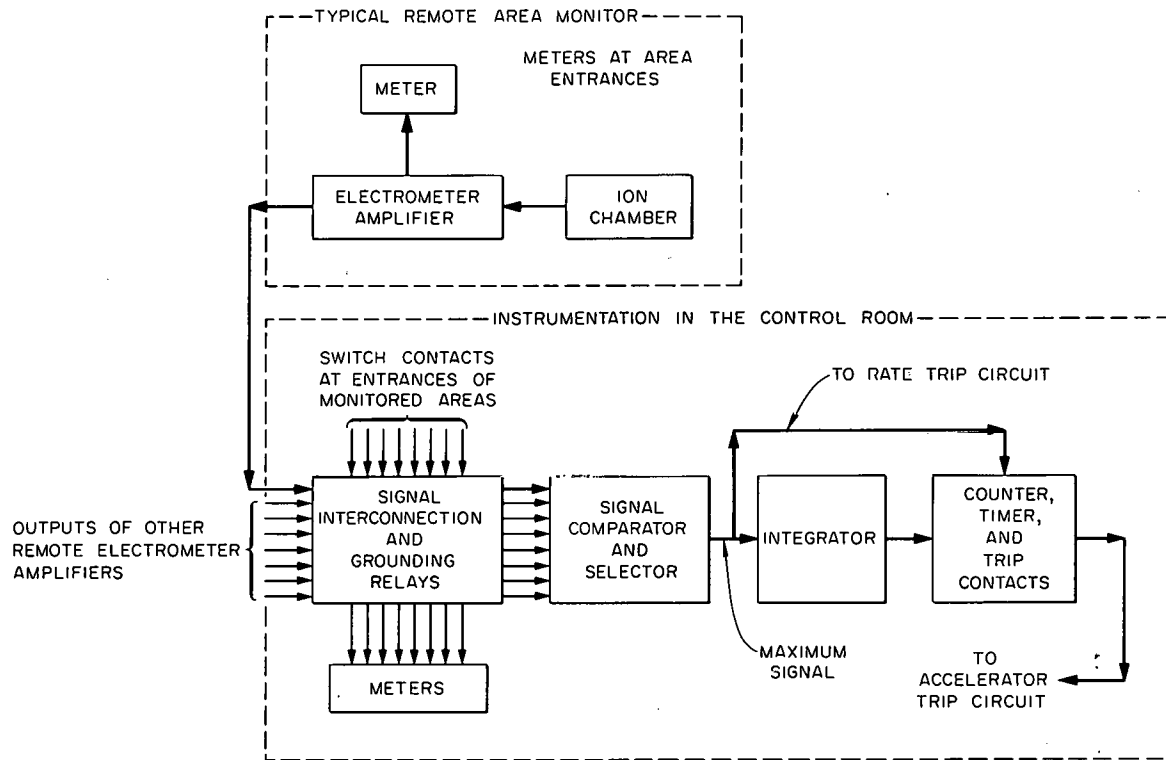 TYPICAL REMOTE AREA MONITOR
METERS AT AREA
ENTRANCES
METER
ELECTROMETER
AMPLIFIER
ION
CHAMBER
INSTRUMENTATION IN THE CONTROL ROOM
SWITCH CONTACTS
AT ENTRANCES OF
MONITORED AREAS
TO RATE TRIP CIRCUIT
OUTPUTS OF OTHER
REMOTE ELECTROMETER
AMPLIFIERS
SIGNAL
INTERCONNECTION
AND
GROUNDING
RELAYS
SIGNAL
COMPARATOR
AND
SELECTOR
INTEGRATOR
COUNTER,
TIMER,
AND
TRIP
CONTACTS
METERS
MAXIMUM
SIGNAL
TO
ACCELERATOR
TRIP CIRCUIT